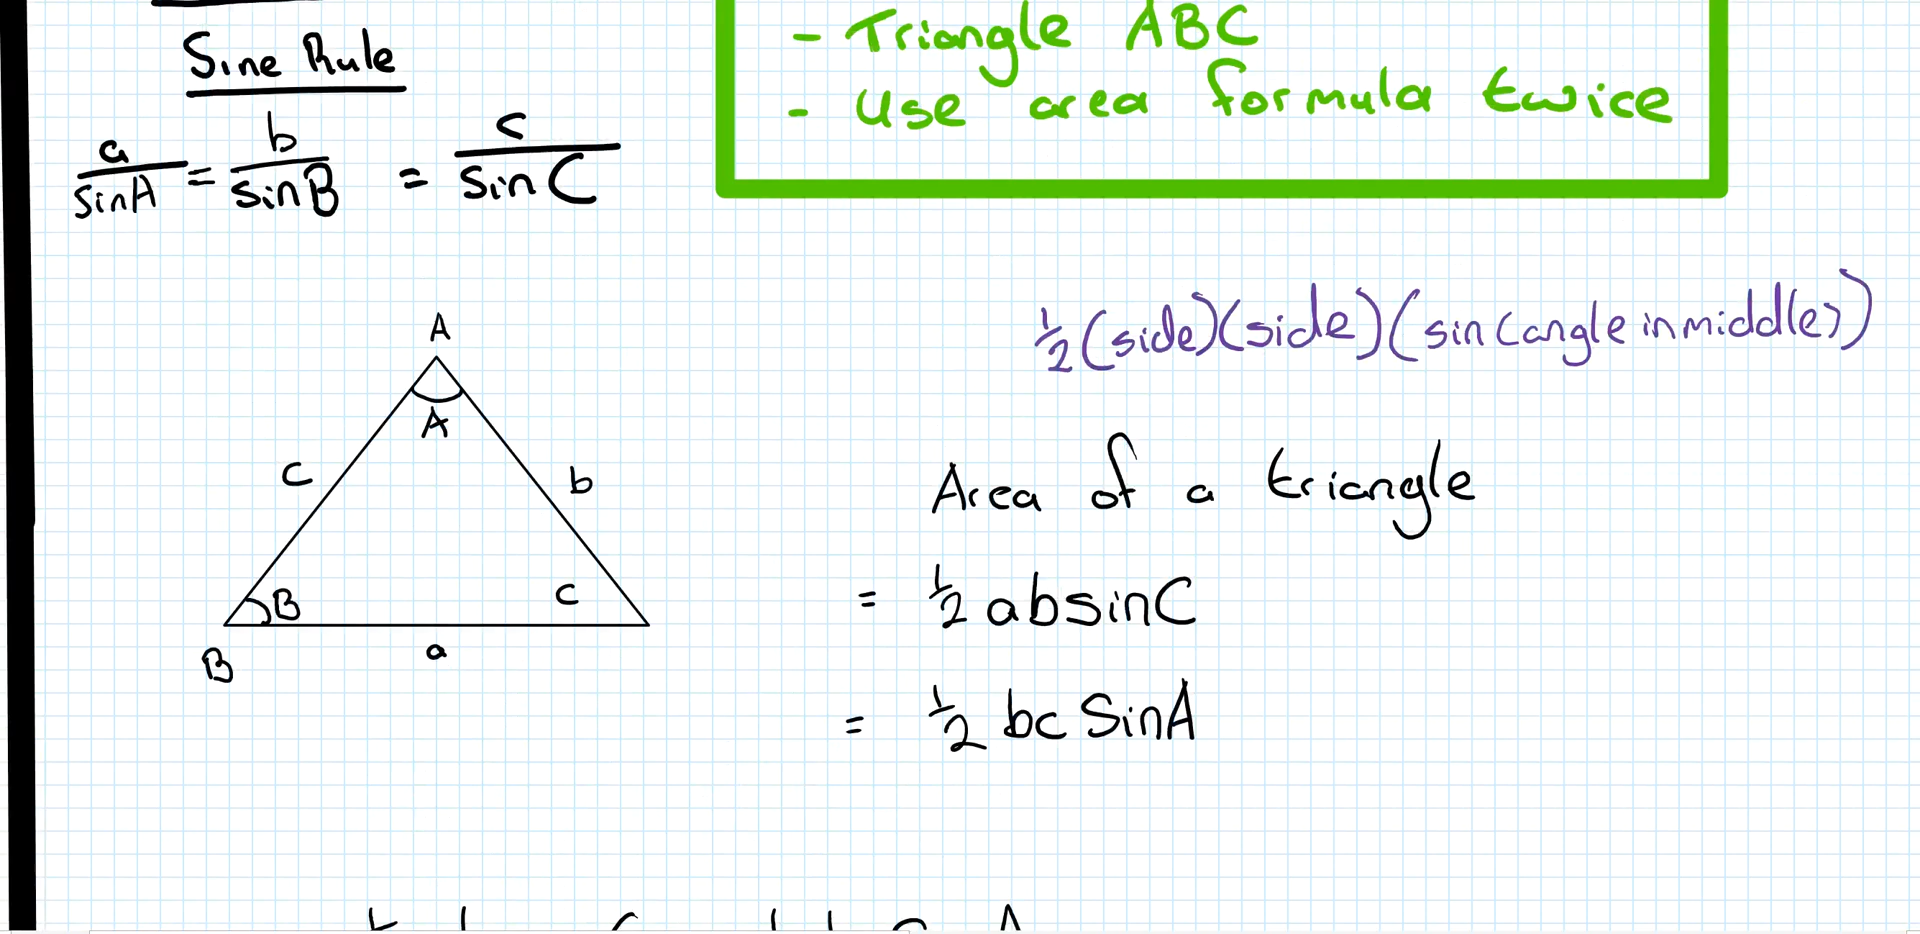 Sine Rule
a/sinA = b/sinB = c/sin C
- Triangle ABC
- Use area formula twice
½(side)(side)(sin(angle in middle))
A
A
c
b
B
c
B
a
Area of a triangle
= ½ absinC
= ½ bc SinA